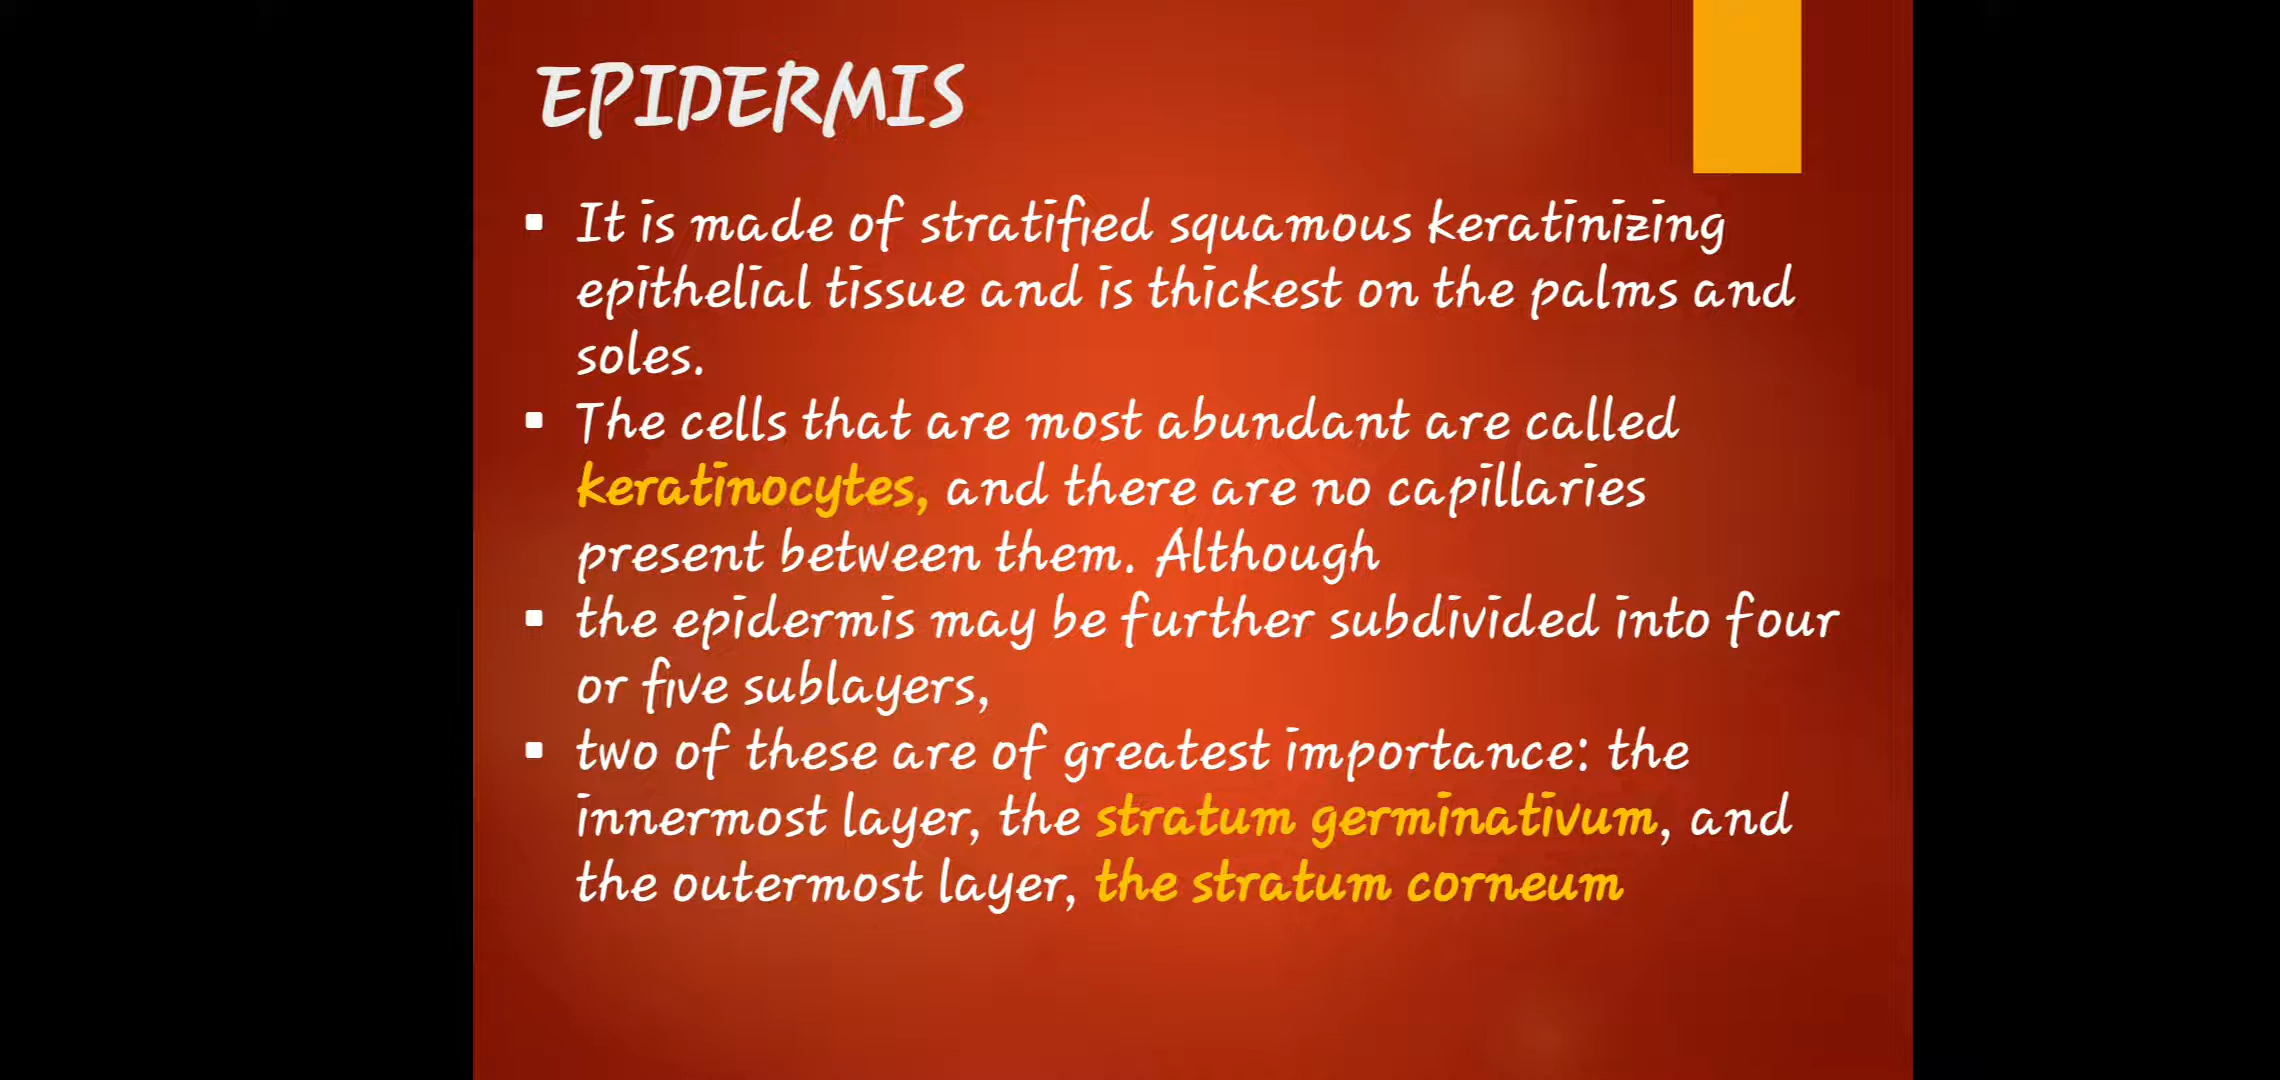 EPIDERMIS
▪ It is made of stratified squamous keratinizing
epithelial tissue and is thickest on the palms and
soles.
▪ The cells that are most abundant are called
keratinocytes, and there are no capillaries
present between them. Although
▪ the epidermis may be further subdivided into four
or five sublayers,
▪ two of these are of greatest importance: the
innermost layer, the stratum germinativum, and
the outermost layer, the stratum corneum